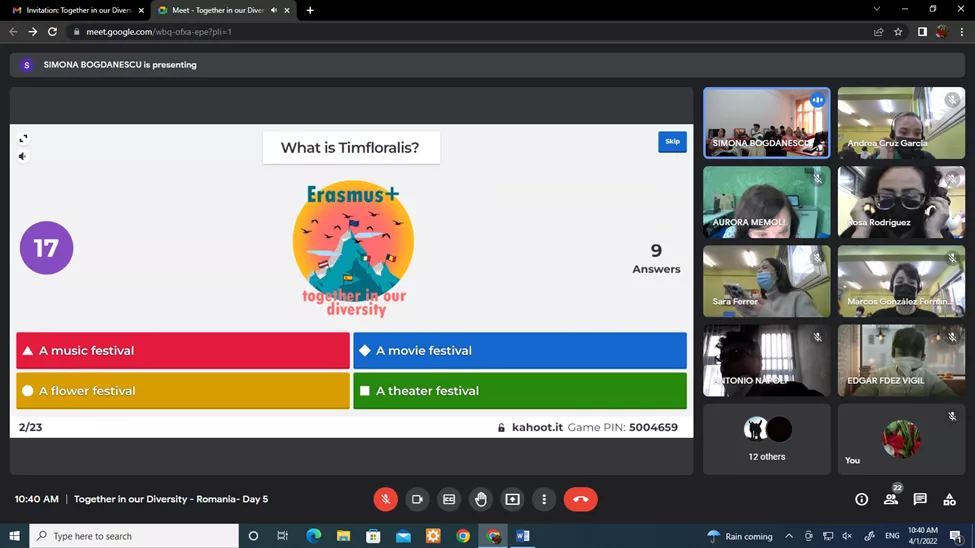 Invitation: Together in our Diver
Meet - Together in our Diver
meet.google.com/wbq-ofxa-epe?pli=1
S
SIMONA BOGDANESCU is presenting
What is Timfloralis?
Skip
Erasmus+
together in our
diversity
17
9
Answers
A music festival
A movie festival
A flower festival
A theater festival
2/23
kahoot.it Game PIN: 5004659
SIMONA BOGDANESCU
Andrea Cruz García
AURORA MEMOLI
Rosa Rodríguez
Sara Ferrer
Marcos González Fernán...
ANTONIO NAPOLI
EDGAR FDEZ VIGIL
12 others
You
10:40 AM | Together in our Diversity - Romania- Day 5
22
Type here to search
Rain coming
ENG
10:40 AM
4/1/2022
1